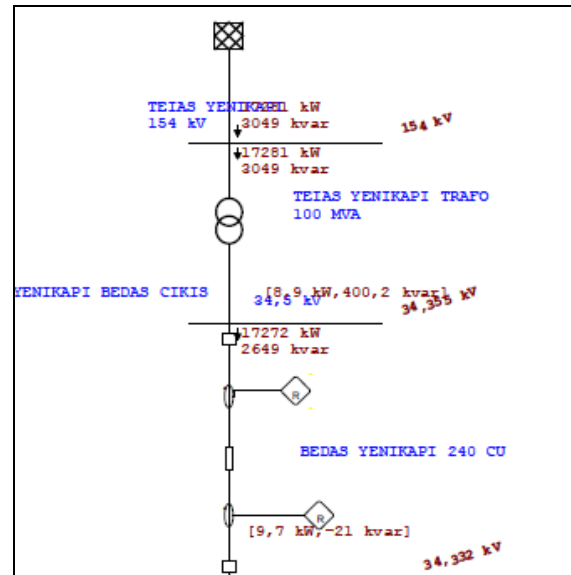 TEIAS YENIKAPI
17281 kW
154 kV
3049 kvar
154 kV
17281 kW
3049 kvar
TEIAS YENIKAPI TRAFO
100 MVA
YENIKAPI BEDAS CIKIS
[8,9 kW,400,2 kvar]
34,5 kV
34,355 kV
17272 kW
2649 kvar
R
BEDAS YENIKAPI 240 CU
R
[9,7 kW,-21 kvar]
34,332 kV